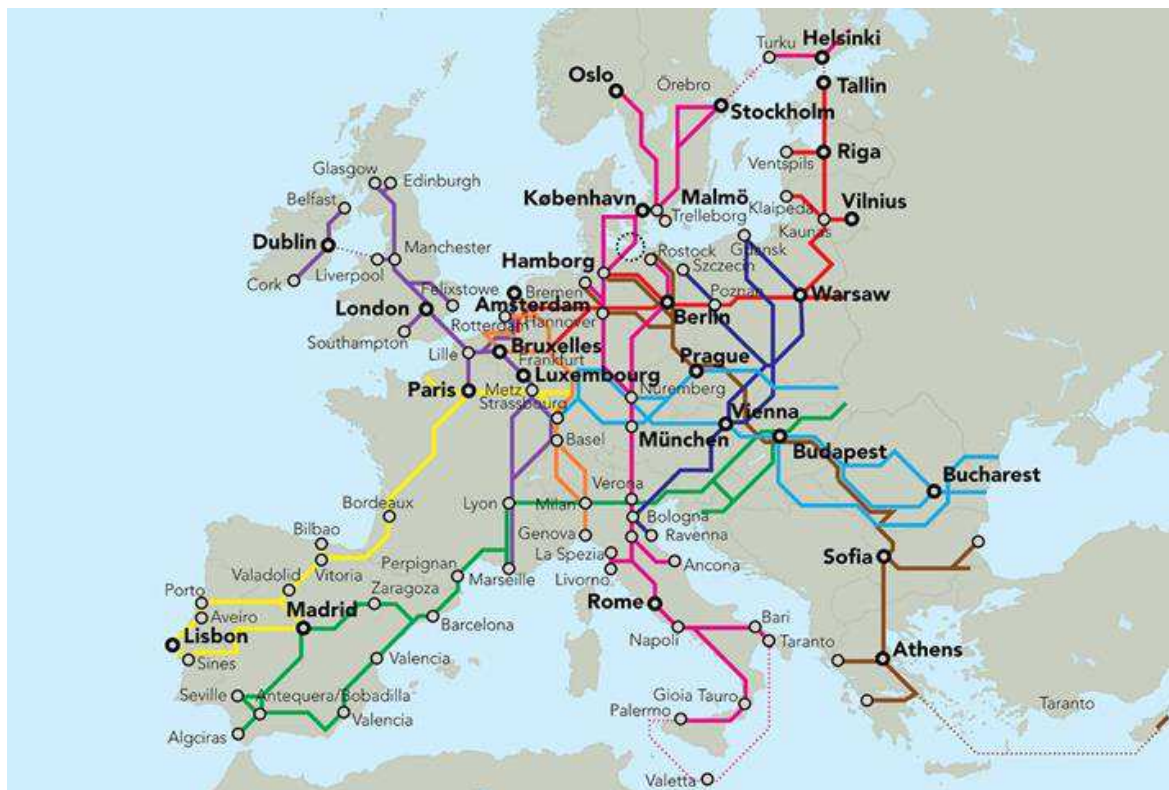 Turku
Helsinki
Oslo
Örebro
Tallin
Stockholm
Ventspils
Riga
Glasgow
Edinburgh
Belfast
København
Malmö
Klaipeda
Vilnius
Trelleborg
Kaunas
Dublin
Manchester
Rostock
Gdansk
Liverpool
Hamborg
Szczecin
Cork
Felixstowe
Bremen
Poznan
Warsaw
London
Amsterdam
Rotterdam
Hannover
Berlin
Southampton
Lille
Bruxelles
Frankfurt
Prague
Luxembourg
Paris
Metz
Nuremberg
Strassbourg
Vienna
Basel
München
Budapest
Bucharest
Verona
Bordeaux
Lyon
Milan
Bologna
Bilbao
Genova
Ravenna
La Spezia
Sofia
Perpignan
Ancona
Valladolid
Vitoria
Marseille
Livorno
Porto
Zaragoza
Rome
Madrid
Aveiro
Barcelona
Bari
Lisbon
Napoli
Taranto
Athens
Sines
Valencia
Seville
Antequera/Bobadilla
Gioia Tauro
Taranto
Palermo
Valencia
Algciras
Valetta